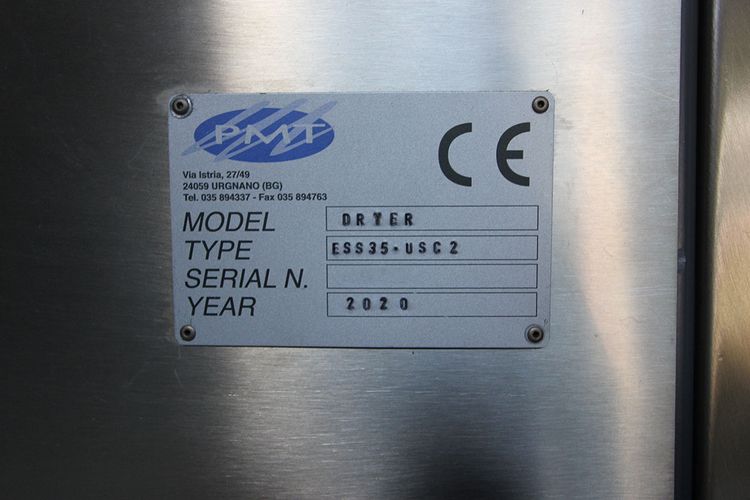 PMT
CE
Via Istria, 27/49
24059 URGNANO (BG)
Tel. 035 894337 - Fax 035 894763
MODEL DRYER
TYPE ESS35-USC2
SERIAL N.
YEAR 2020